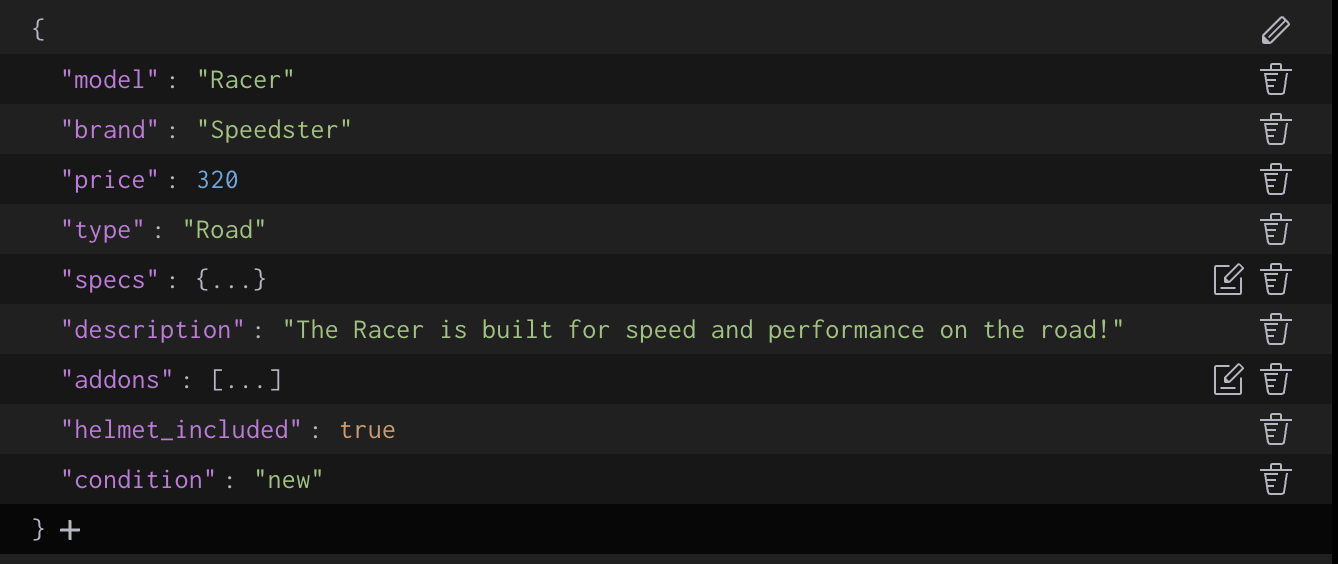 {
"model": "Racer"
"brand": "Speedster"
"price": 320
"type": "Road"
"specs": {...}
"description": "The Racer is built for speed and performance on the road!"
"addons": [...]
"helmet_included": true
"condition": "new"
} +